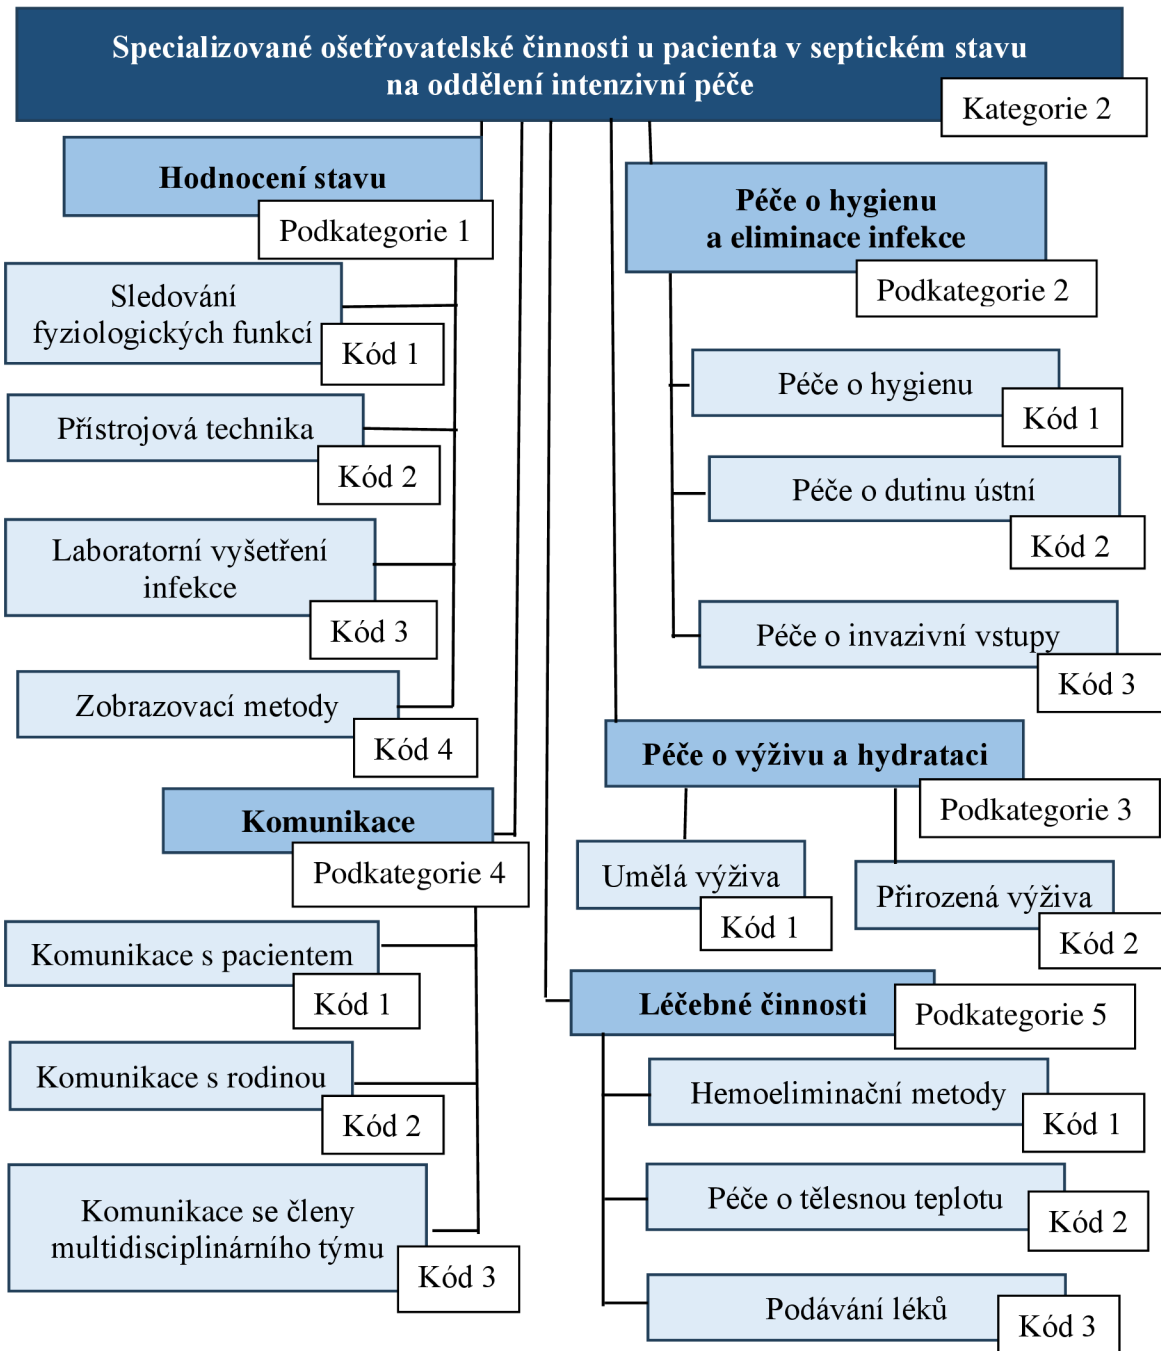 Specializované ošetřovatelské činnosti u pacienta v septickém stavu
na oddělení intenzivní péče
Kategorie 2
Hodnocení stavu
Podkategorie 1
Sledování
fyziologických funkcí
Kód 1
Přístrojová technika
Kód 2
Laboratorní vyšetření
infekce
Kód 3
Zobrazovací metody
Kód 4
Péče o hygienu
a eliminace infekce
Podkategorie 2
Péče o hygienu
Kód 1
Péče o dutinu ústní
Kód 2
Péče o invazivní vstupy
Kód 3
Péče o výživu a hydrataci
Podkategorie 3
Umělá výživa
Kód 1
Přirozená výživa
Kód 2
Komunikace
Podkategorie 4
Komunikace s pacientem
Kód 1
Komunikace s rodinou
Kód 2
Komunikace se členy
multidisciplinárního týmu
Kód 3
Léčebné činnosti
Podkategorie 5
Hemoeliminační metody
Kód 1
Péče o tělesnou teplotu
Kód 2
Podávání léků
Kód 3